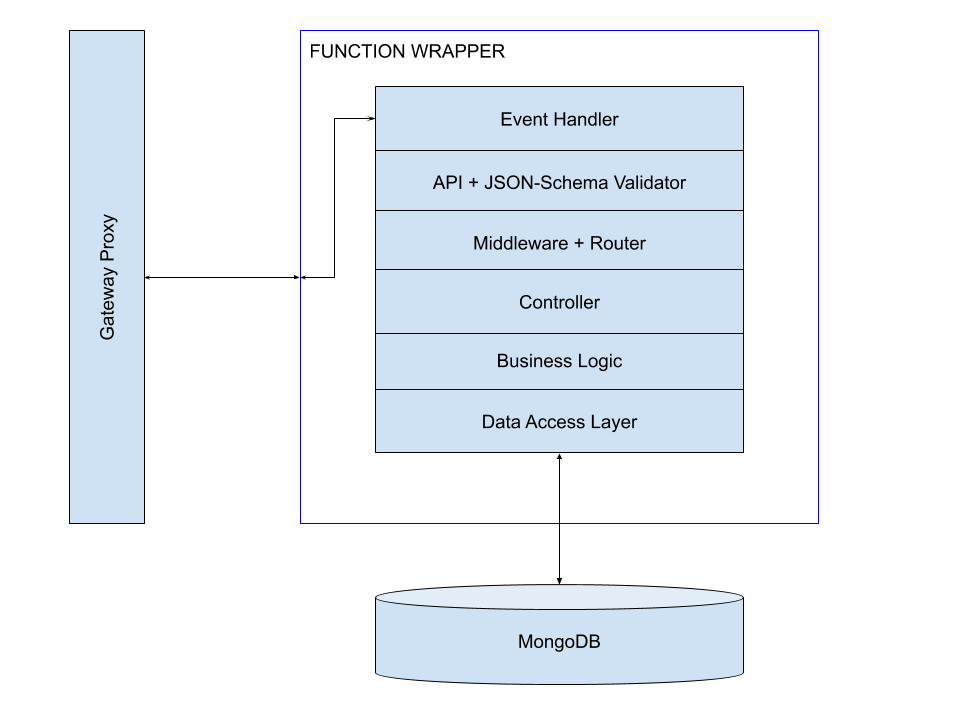 FUNCTION WRAPPER
Event Handler
API + JSON-Schema Validator
Middleware + Router
Controller
Business Logic
Data Access Layer
Gateway Proxy
MongoDB